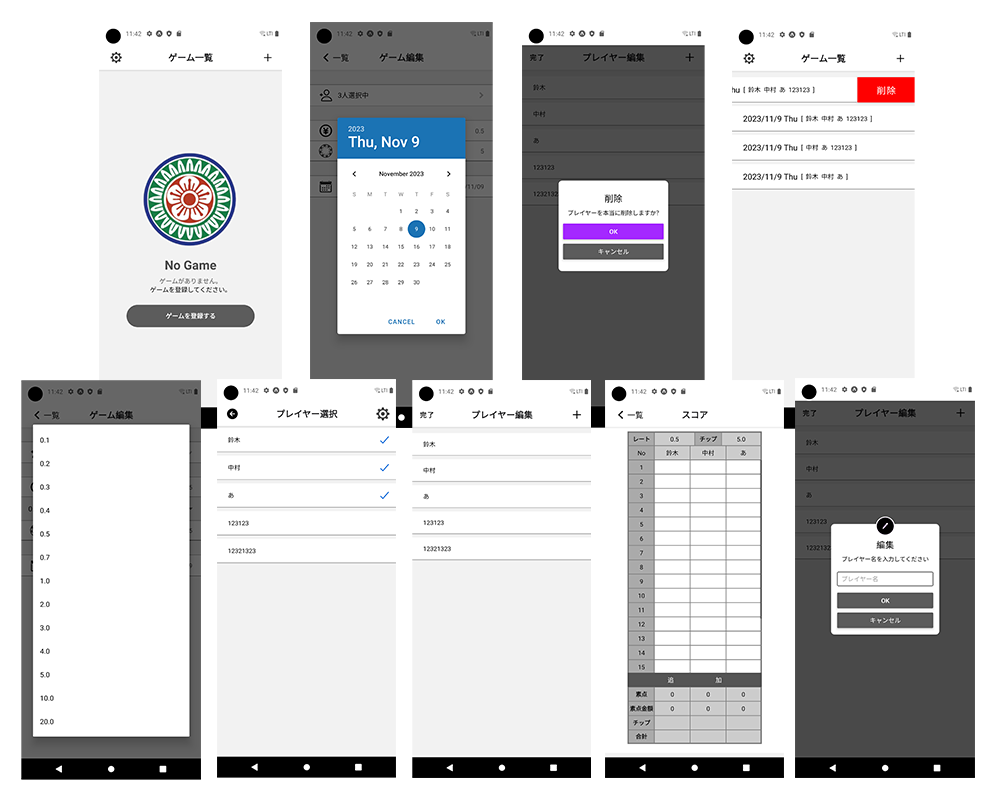 11:42
LTE
ゲーム一覧
No Game
ゲームがありません。
ゲームを登録してください。
ゲームを登録する
11:42
LTE
一覧
ゲーム編集
3人選択中
0.5
5
11/09
2023
Thu, Nov 9
November 2023
S M T W T F S
1 2 3 4
5 6 7 8 9 10 11
12 13 14 15 16 17 18
19 20 21 22 23 24 25
26 27 28 29 30
CANCEL OK
11:42
LTE
完了
プレイヤー編集
鈴木
中村
あ
123123
1232132
削除
プレイヤーを本当に削除しますか?
OK
キャンセル
11:42
LTE
ゲーム一覧
hu [ 鈴木 中村 あ 123123 ]
削除
2023/11/9 Thu [ 鈴木 中村 あ 123123 ]
2023/11/9 Thu [ 中村 あ 123123 ]
2023/11/9 Thu [ 鈴木 中村 あ ]
11:42
LTE
一覧
ゲーム編集
0.1
0.2
0.3
0.4
0.5
0.7
1.0
2.0
3.0
4.0
5.0
10.0
20.0
11:42
LTE
プレイヤー選択
鈴木
中村
あ
123123
12321323
11:42
LTE
完了
プレイヤー編集
鈴木
中村
あ
123123
12321323
11:42
LTE
一覧
スコア
レート 0.5 チップ 5.0
No 鈴木 中村 あ
1
2
3
4
5
6
7
8
9
10
11
12
13
14
15
追 加
素点 0 0 0
素点金額 0 0 0
チップ
合計
11:42
LTE
完了
プレイヤー編集
鈴木
中村
あ
123123
123213
編集
プレイヤー名を入力してください
プレイヤー名
OK
キャンセル